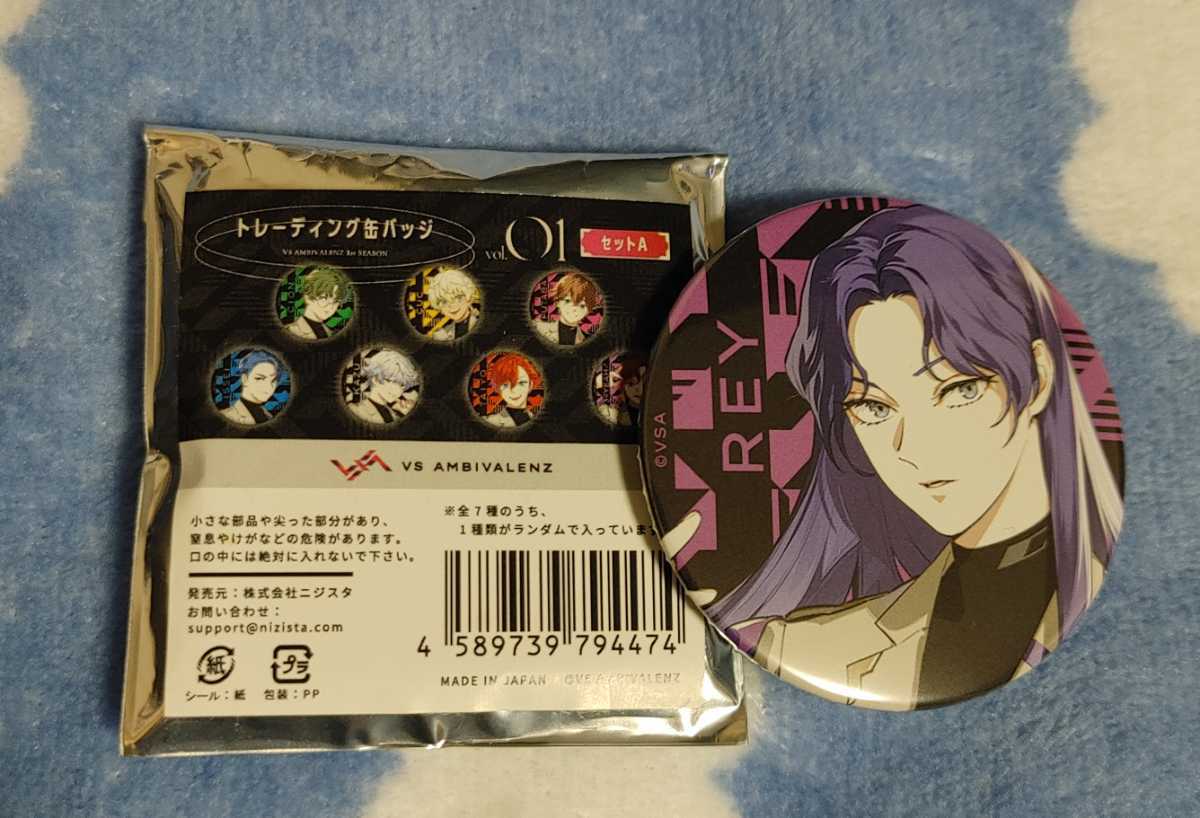 トレーディング缶バッジ
VS AMBIVALENZ 1st SEASON
vol.01
セットA
ISSEI
TAIYO
VS AMBIVALENZ
小さな部品や尖った部分があり、
窒息やけがなどの危険があります。
口の中には絶対に入れないで下さい。
発売元：株式会社ニジスタ
お問い合わせ：
support@nizista.com
紙
プラ
シール：紙
包装：PP
※全7種のうち、
1種類がランダムで入っています
4 589739 794474
MADE IN JAPAN
©VS AMBIVALENZ
REY
©VSA